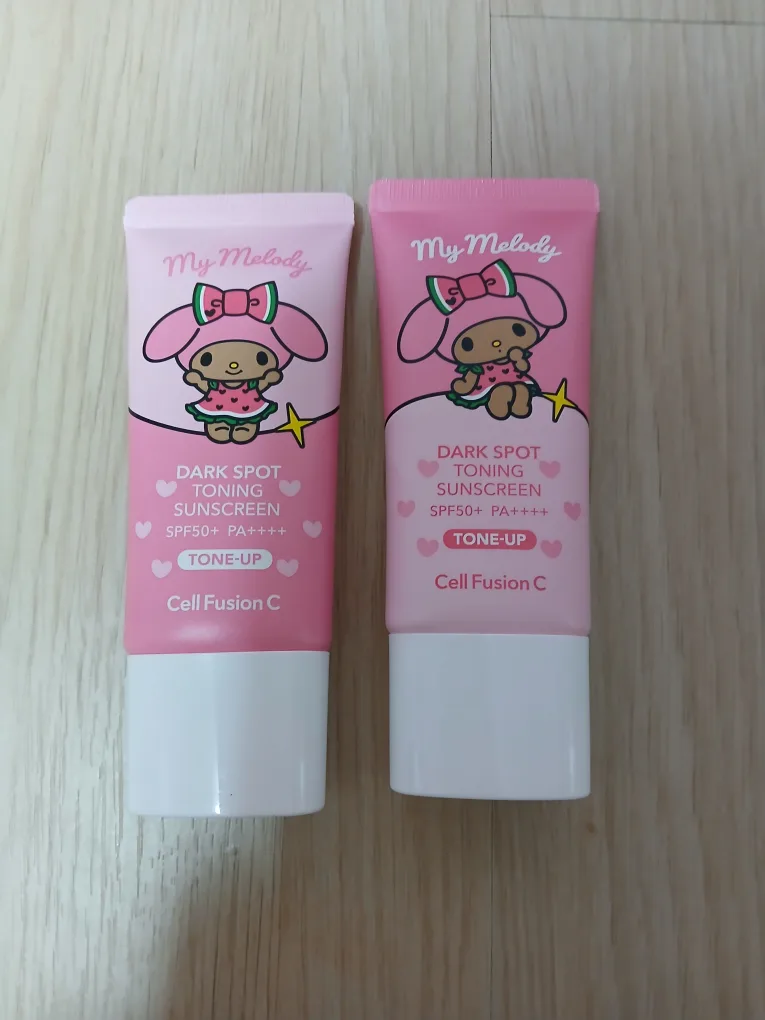 My Melody
DARK SPOT
TONING
SUNSCREEN
SPF50+ PA++++
TONE-UP
Cell Fusion C
My Melody
DARK SPOT
TONING
SUNSCREEN
SPF50+ PA++++
TONE-UP
Cell Fusion C